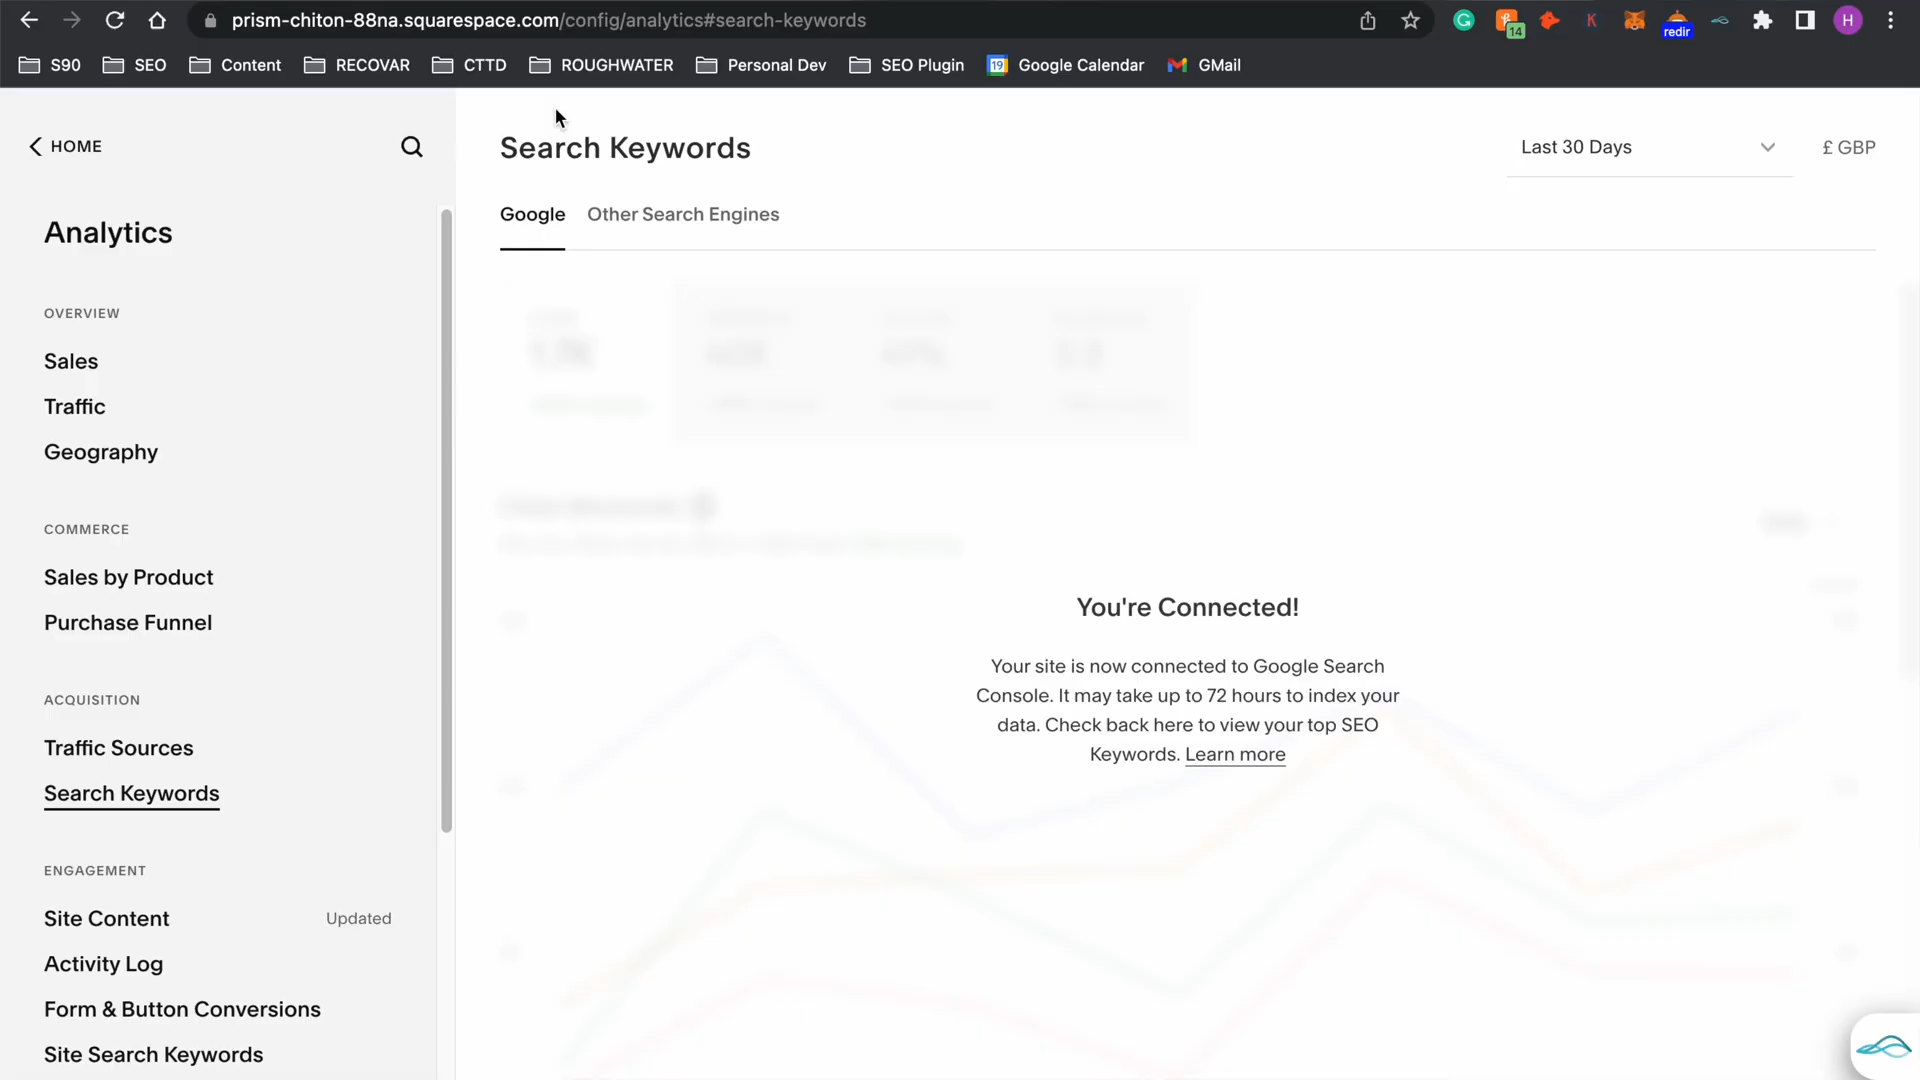 prism-chiton-88na.squarespace.com/config/analytics#search-keywords
14
redir
K
H
S90
SEO
Content
RECOVAR
CTTD
ROUGHWATER
Personal Dev
SEO Plugin
19
Google Calendar
GMail
HOME
Analytics
OVERVIEW
Sales
Traffic
Geography
COMMERCE
Sales by Product
Purchase Funnel
ACQUISITION
Traffic Sources
Search Keywords
ENGAGEMENT
Site Content Updated
Activity Log
Form & Button Conversions
Site Search Keywords
Search Keywords
Last 30 Days
£ GBP
Google Other Search Engines
You're Connected!
Your site is now connected to Google Search
Console. It may take up to 72 hours to index your
data. Check back here to view your top SEO
Keywords. Learn more